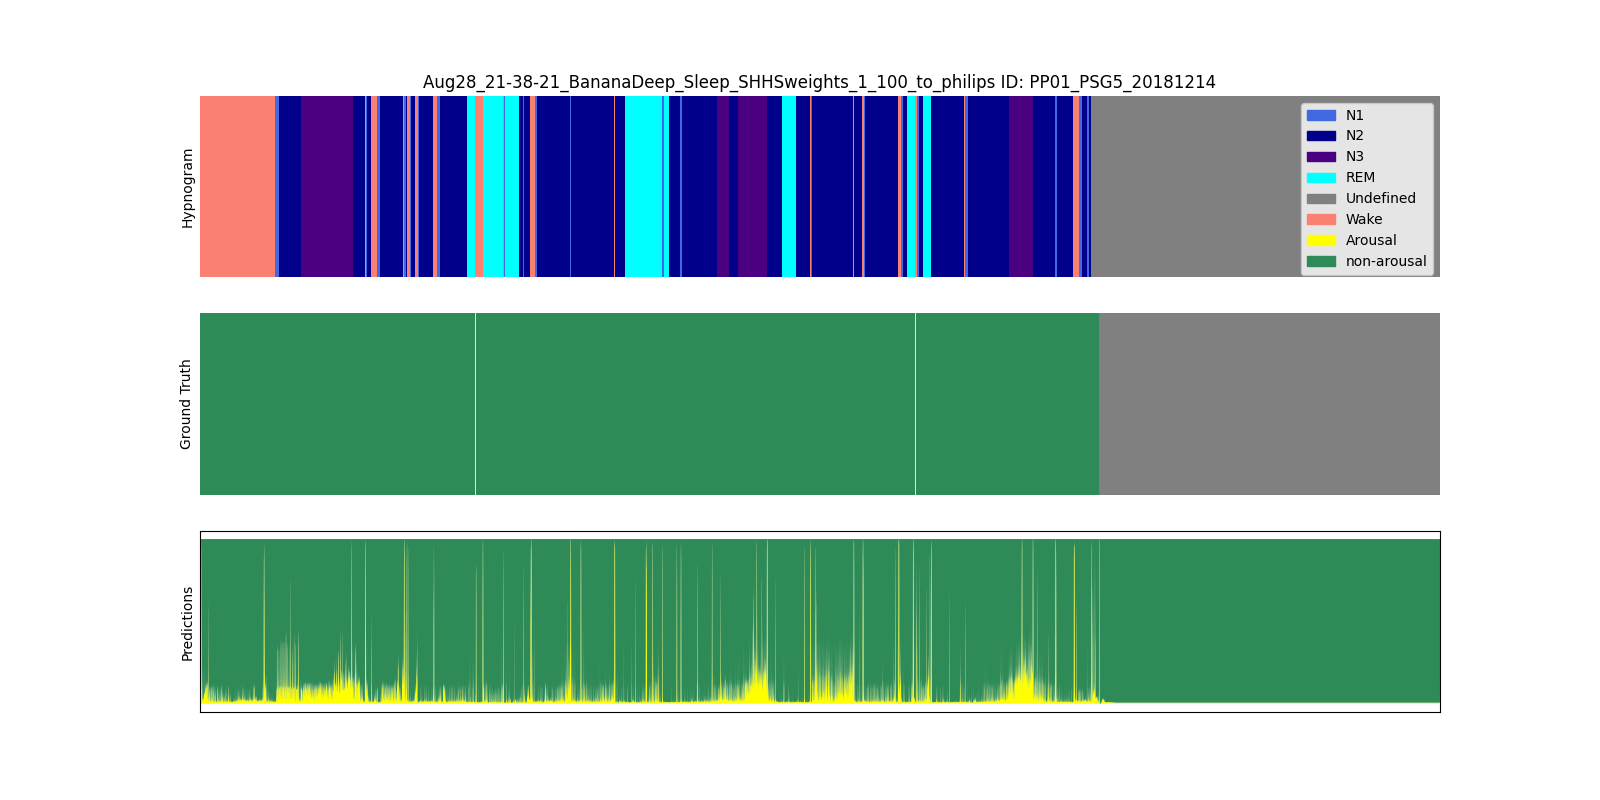 Aug28_21-38-21_BananaDeep_Sleep_SHHSweights_1_100_to_philips ID: PP01_PSG5_20181214
Hypnogram
N1
N2
N3
REM
Undefined
Wake
Arousal
non-arousal
Ground Truth
Predictions